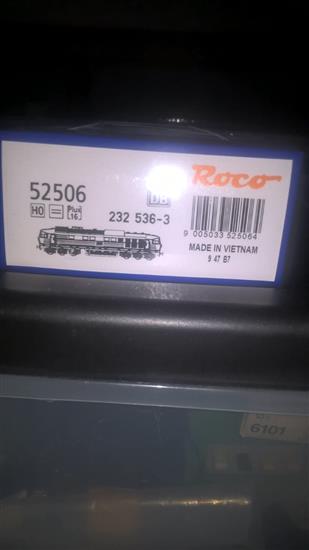 Roco
52506
DB
H0 Plux [16]
232 536-3
9 005033 525064
MADE IN VIETNAM
9 47 B7
6101